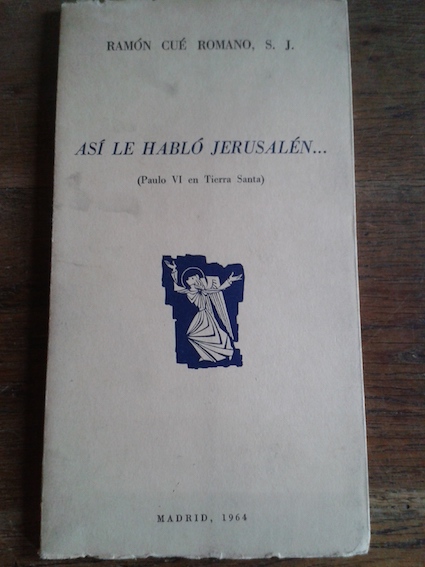 RAMÓN CUÉ ROMANO, S. J.
ASÍ LE HABLÓ JERUSALÉN...
(Paulo VI en Tierra Santa)
MADRID, 1964